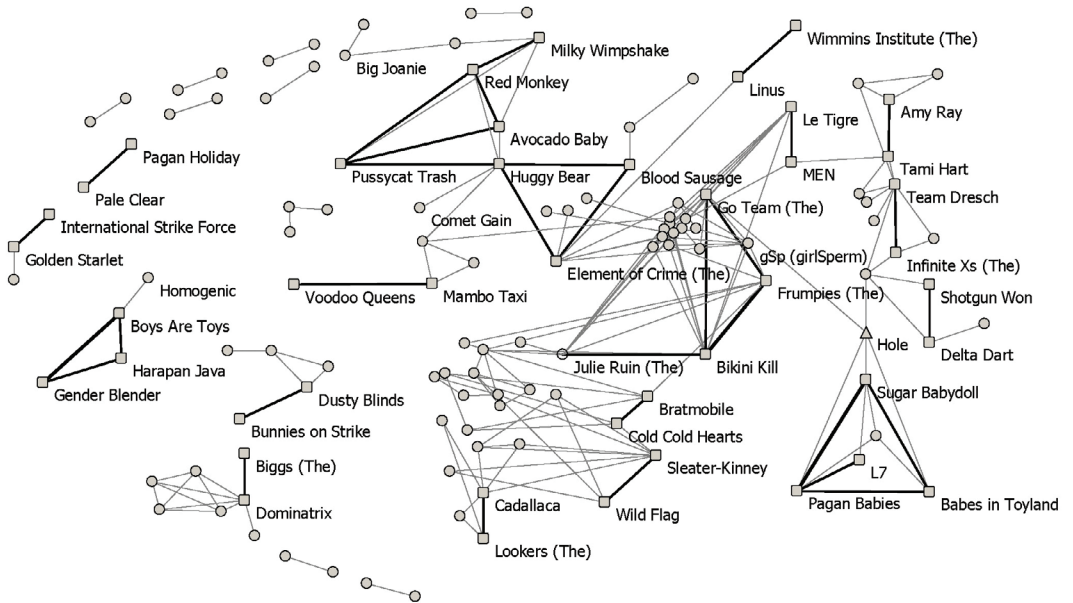 Wimmins Institute (The)
Milky Wimpshake
Big Joanie
Red Monkey
Linus
Amy Ray
Le Tigre
Avocado Baby
Pagan Holiday
Pussycat Trash
Huggy Bear
Blood Sausage
MEN
Tami Hart
Pale Clear
Team Dresch
Go Team (The)
Comet Gain
International Strike Force
Golden Starlet
gSp (girlSperm)
Infinite Xs (The)
Element of Crime (The)
Homogenic
Voodoo Queens
Mambo Taxi
Frumpies (The)
Shotgun Won
Boys Are Toys
Hole
Delta Dart
Harapan Java
Julie Ruin (The)
Bikini Kill
Gender Blender
Sugar Babydoll
Dusty Blinds
Bratmobile
Bunnies on Strike
Cold Cold Hearts
Biggs (The)
Sleater-Kinney
L7
Dominatrix
Cadallaca
Wild Flag
Pagan Babies
Babes in Toyland
Lookers (The)